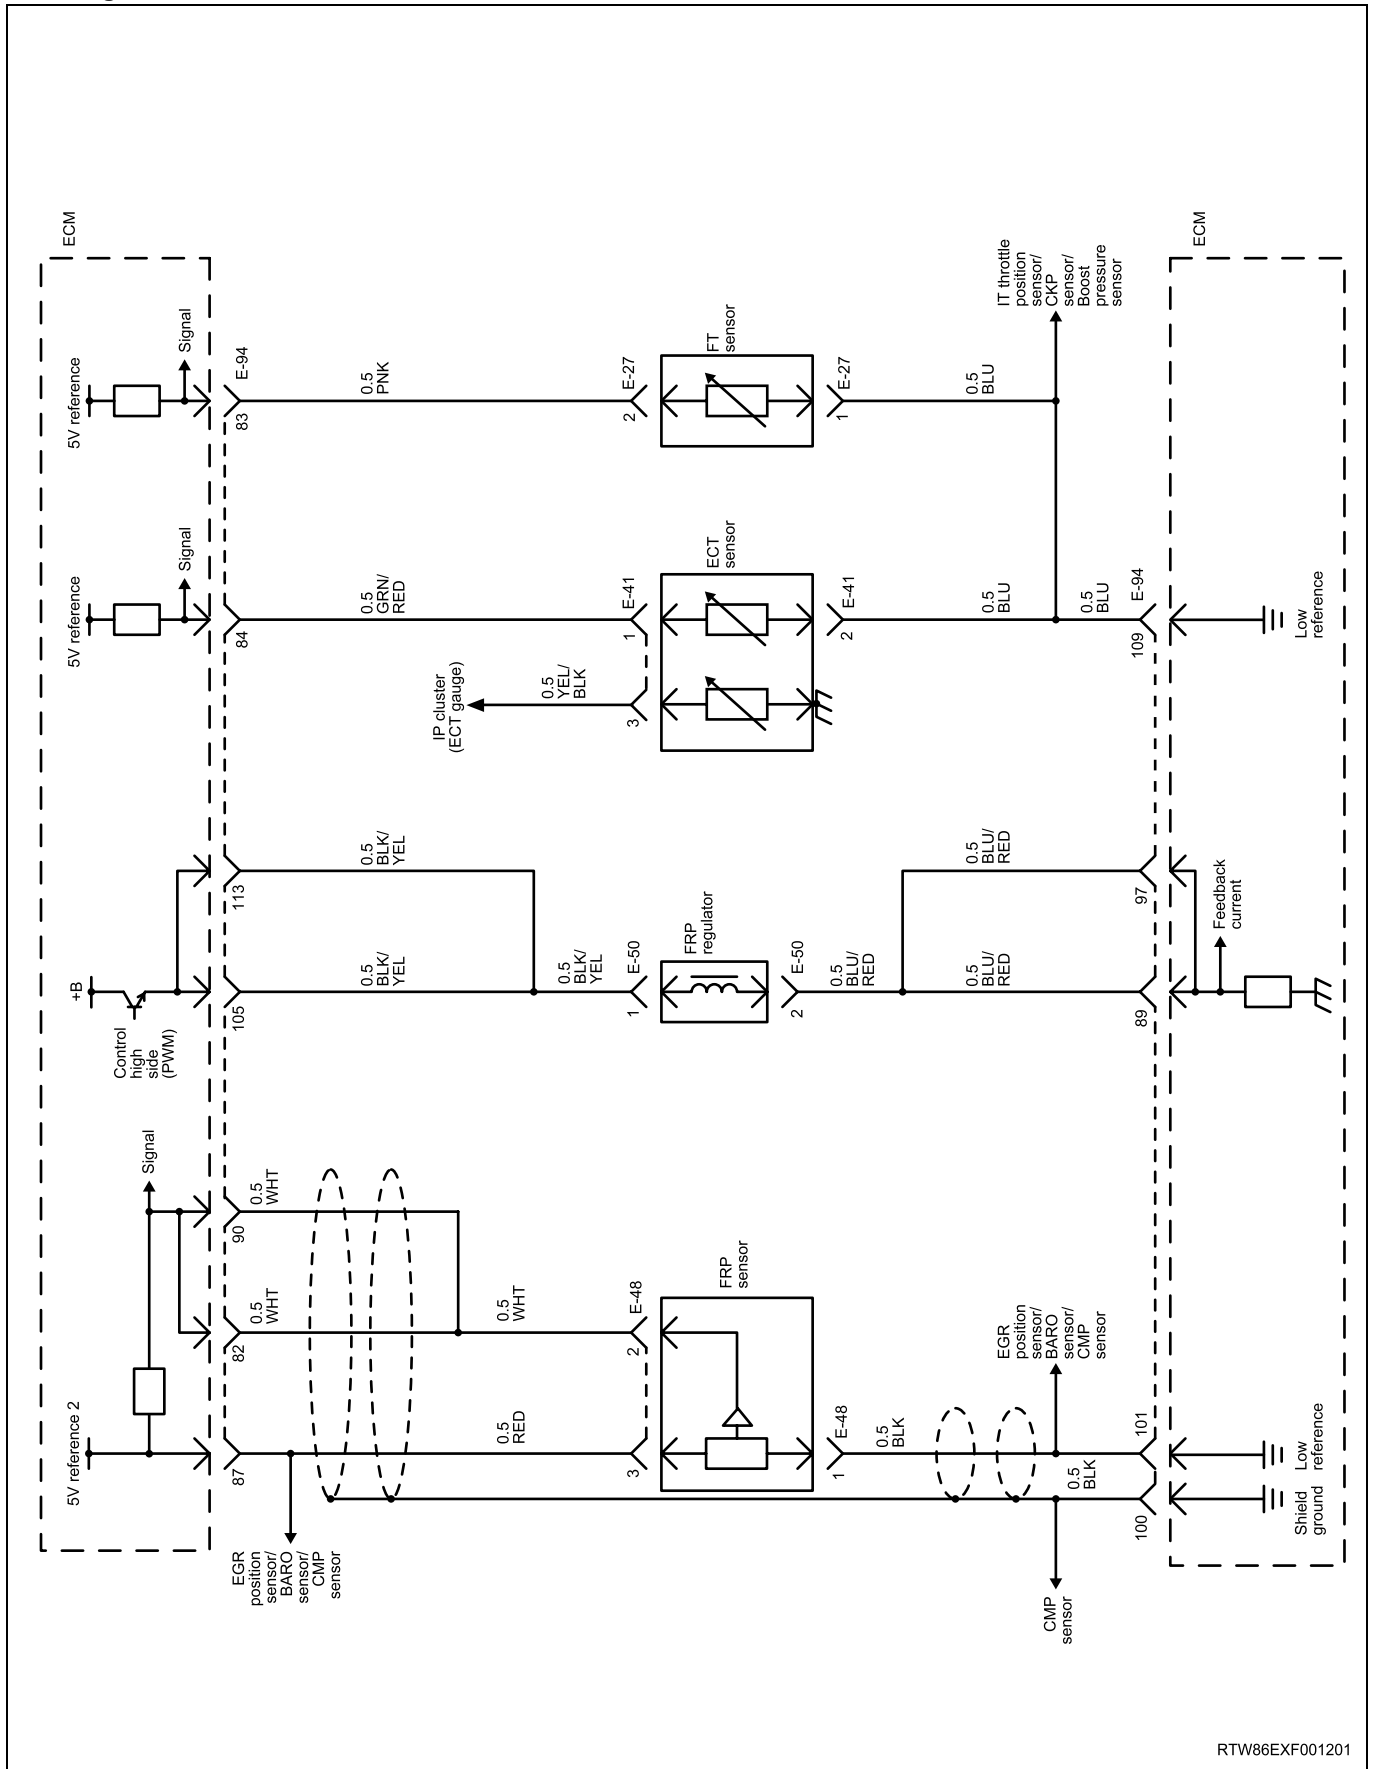 ECM
5V reference 2
Signal
Control
high
side
(PWM)
+B
5V reference
Signal
5V reference
Signal
87
82
90
105
113
84
83
E-94
EGR
position
sensor/
BARO
sensor/
CMP
sensor
0.5
WHT
0.5
WHT
0.5
BLK/
YEL
0.5
BLK/
YEL
0.5
GRN/
RED
0.5
PNK
0.5
RED
0.5
WHT
0.5
BLK/
YEL
IP cluster
(ECT gauge)
0.5
YEL/
BLK
3
2
E-48
1
E-50
3
1
E-41
2
E-27
FRP
sensor
FRP
regulator
ECT
sensor
FT
sensor
1
E-48
2
E-50
2
E-41
1
E-27
0.5
BLK
0.5
BLU/
RED
0.5
BLU/
RED
0.5
BLU/
RED
0.5
BLU
0.5
BLU
CMP
sensor
0.5
BLK
EGR
position
sensor/
BARO
sensor/
CMP
sensor
0.5
BLU
IT throttle
position
sensor/
CKP
sensor/
Boost
pressure
sensor
100
101
89
97
109
E-94
ECM
Feedback
current
Shield
ground
Low
reference
Low
reference
RTW86EXF001201